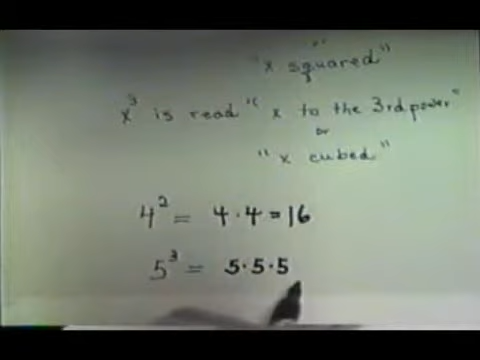 "x squared"
x³ is read "x to the 3rd power"
or
"x cubed"
4² = 4·4=16
5³ = 5·5·5